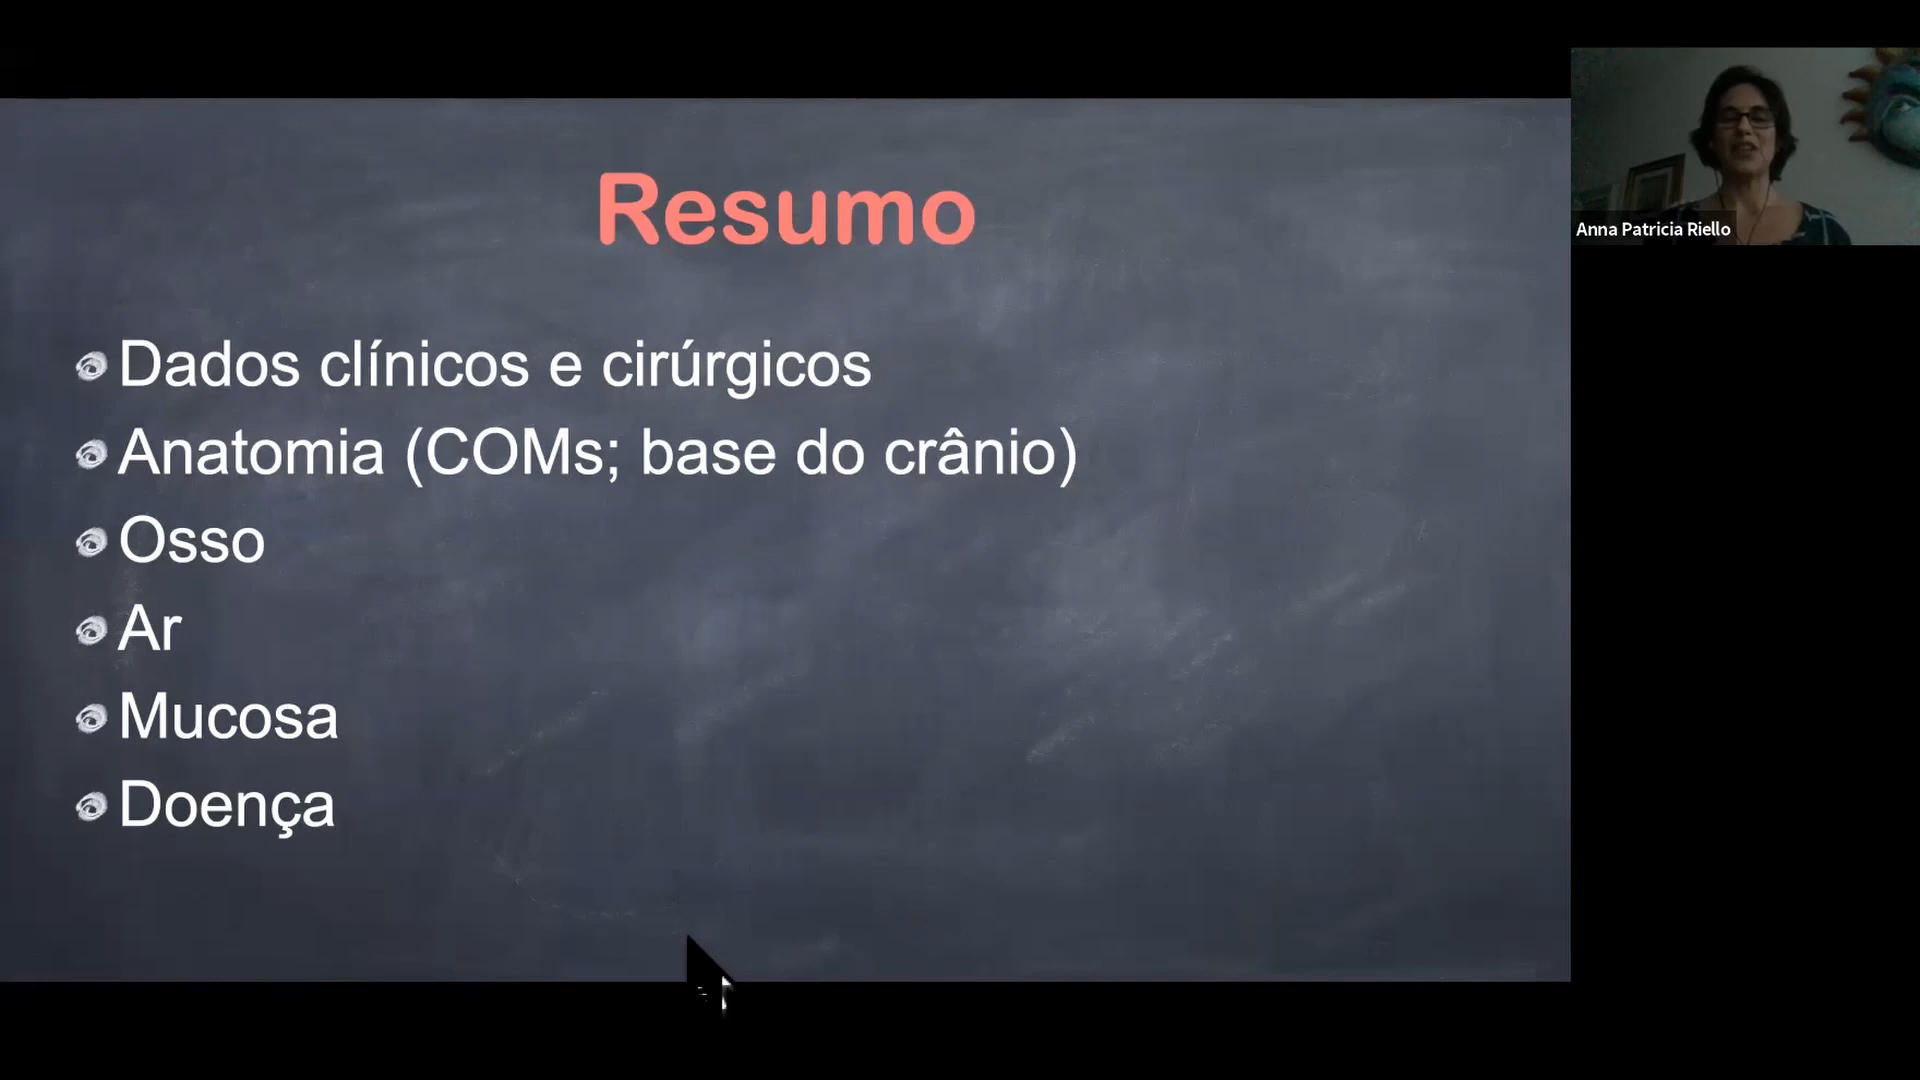 Resumo
Dados clínicos e cirúrgicos
Anatomia (COMs; base do crânio)
Osso
Ar
Mucosa
Doença
Anna Patricia Riello